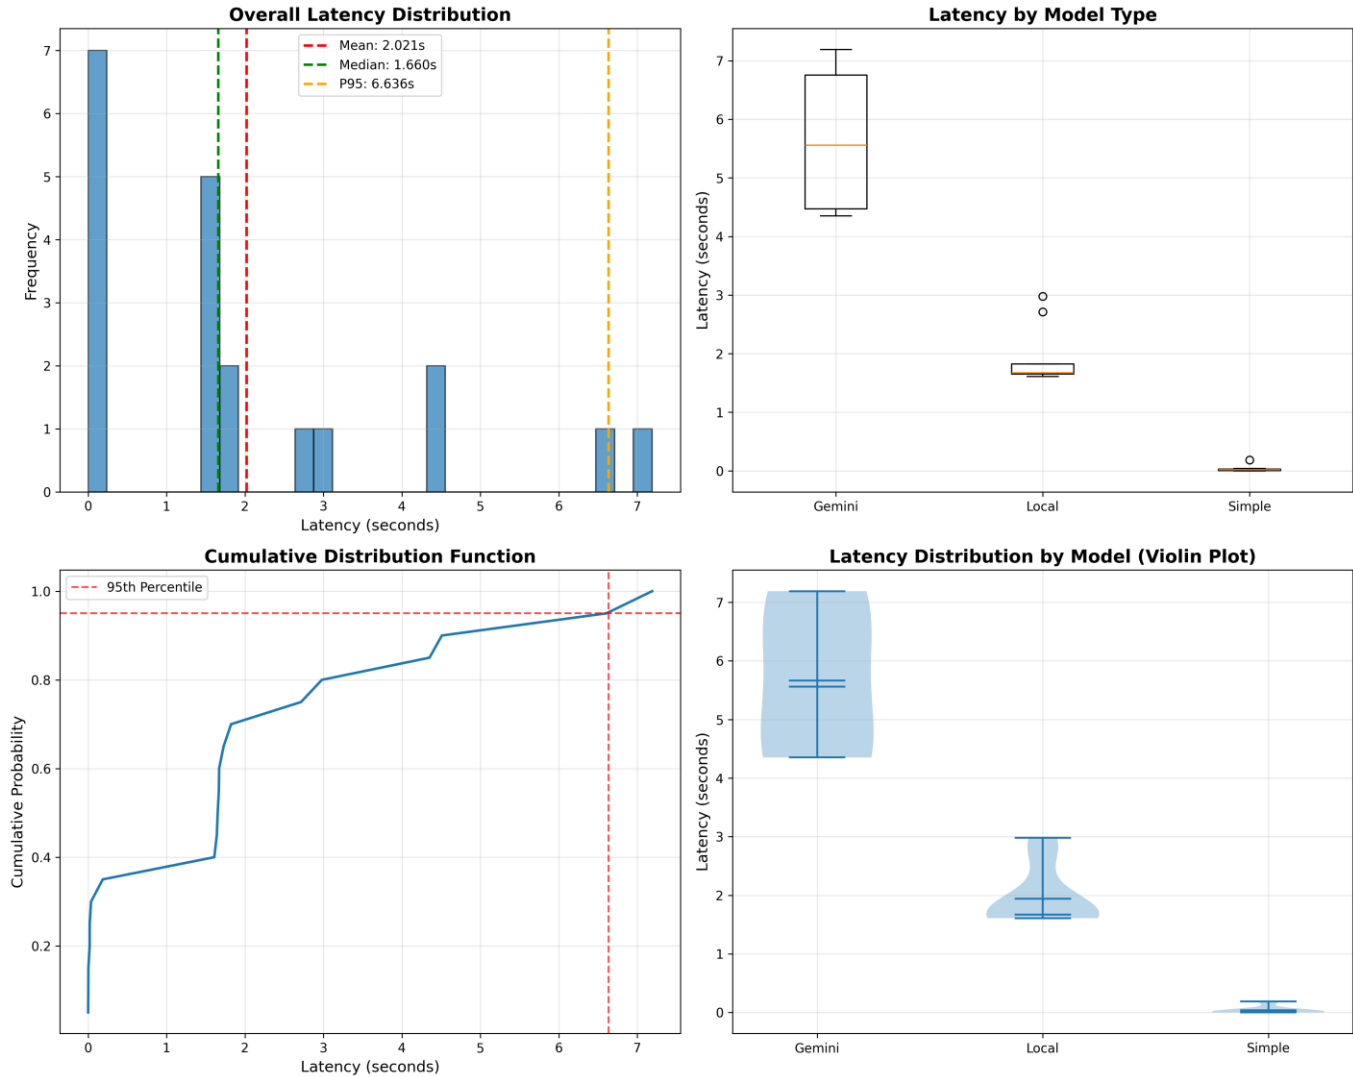 Overall Latency Distribution
Mean: 2.021s
Median: 1.660s
P95: 6.636s
Frequency
7
6
5
4
3
2
1
0
0 1 2 3 4 5 6 7
Latency (seconds)
Latency by Model Type
Latency (seconds)
7
6
5
4
3
2
1
0
Gemini Local Simple
Cumulative Distribution Function
95th Percentile
Cumulative Probability
1.0
0.8
0.6
0.4
0.2
0 1 2 3 4 5 6 7
Latency (seconds)
Latency Distribution by Model (Violin Plot)
Latency (seconds)
7
6
5
4
3
2
1
0
Gemini Local Simple